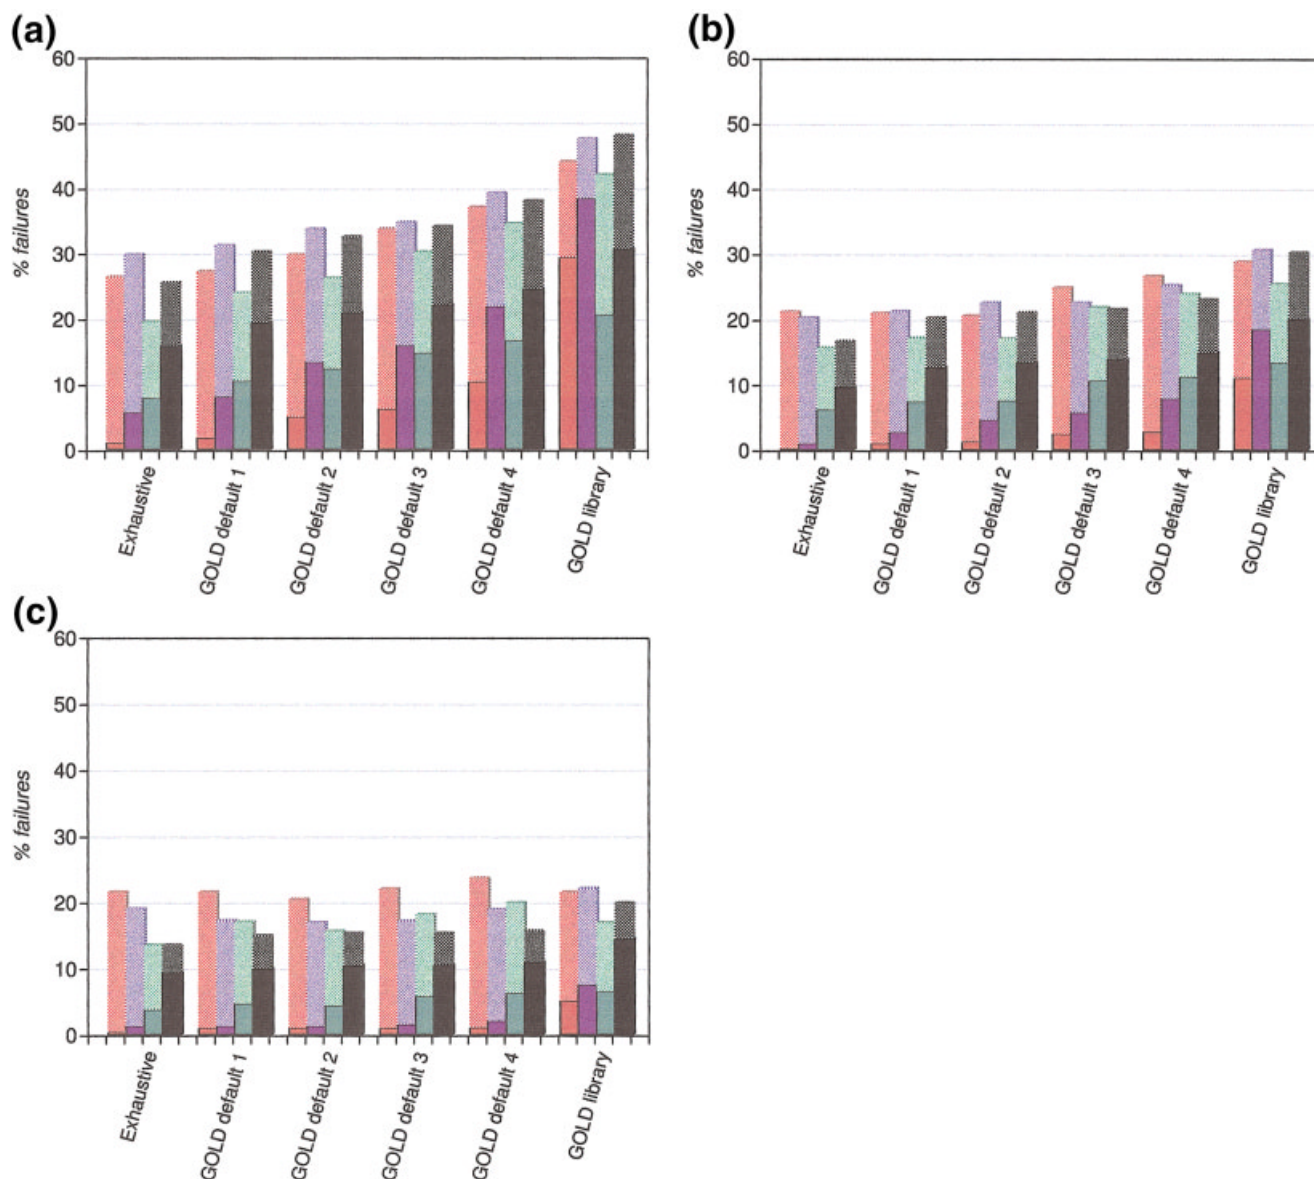 (a)
60
50
40
30
20
10
0
% failures
Exhaustive
GOLD default 1
GOLD default 2
GOLD default 3
GOLD default 4
GOLD library
(b)
60
50
40
30
20
10
0
% failures
Exhaustive
GOLD default 1
GOLD default 2
GOLD default 3
GOLD default 4
GOLD library
(c)
60
50
40
30
20
10
0
% failures
Exhaustive
GOLD default 1
GOLD default 2
GOLD default 3
GOLD default 4
GOLD library